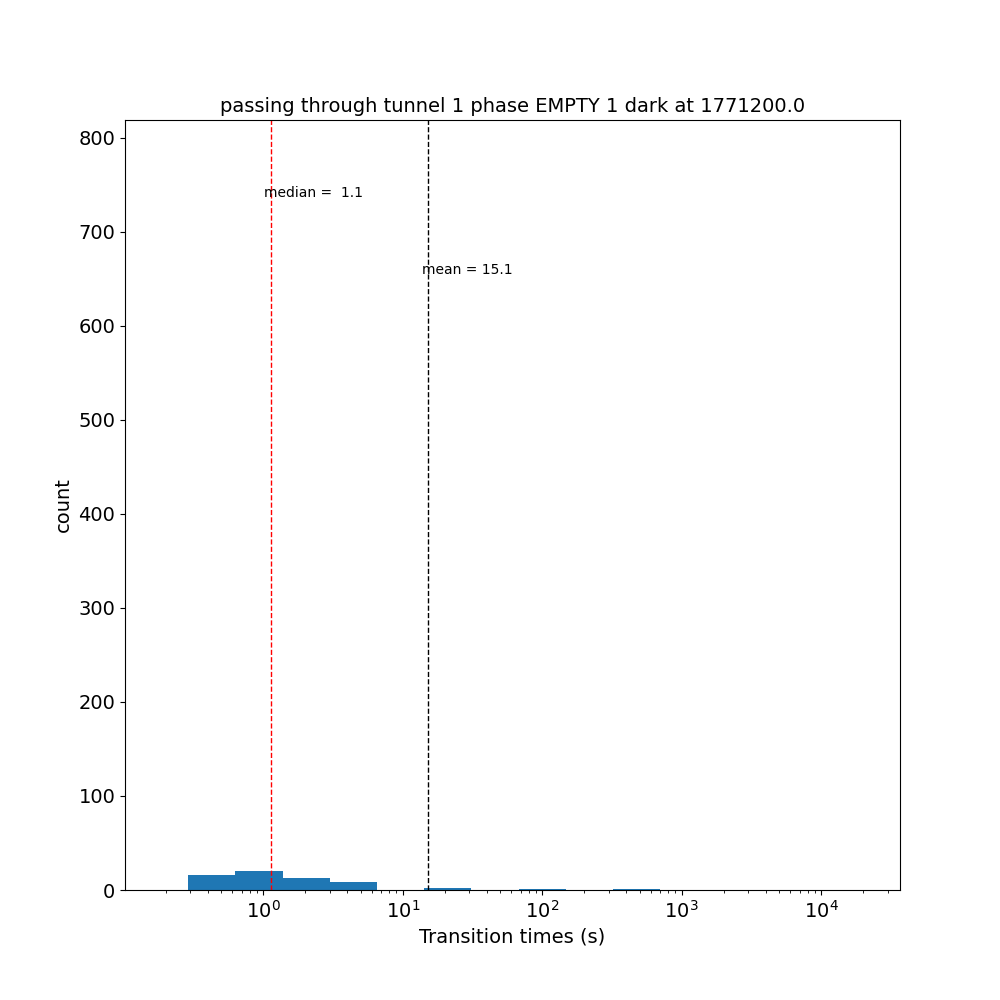 passing through tunnel 1 phase EMPTY 1 dark at 1771200.0
800
median =  1.1
700
mean = 15.1
600
500
400
count
300
200
100
0
10^0 10^1 10^2 10^3 10^4
Transition times (s)